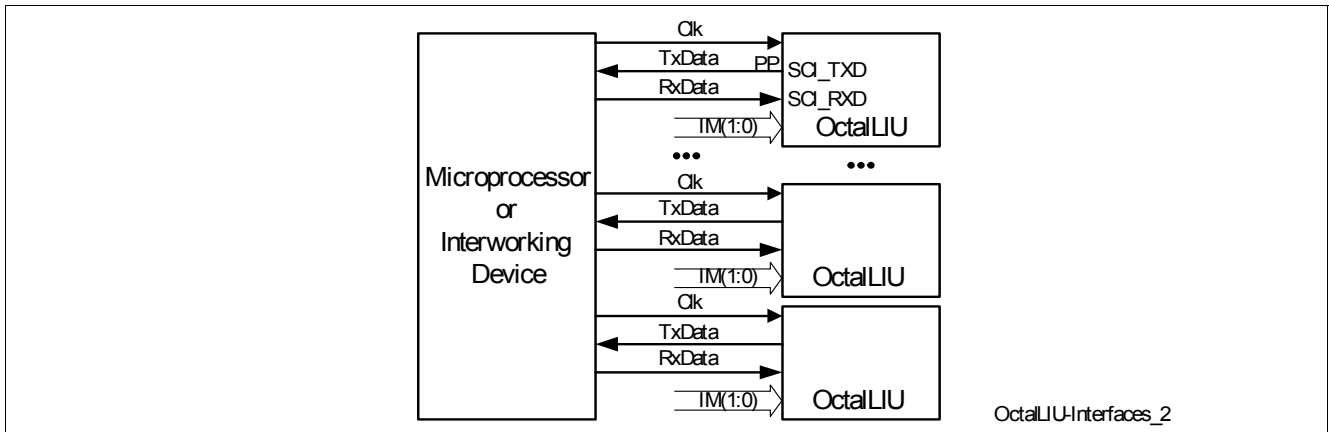 Clk
TxData
PP
SCI_TXD
RxData
SCI_RXD
IM(1:0)
OctalLIU
•••
•••
Microprocessor
or
Interworking
Device
Clk
TxData
RxData
IM(1:0)
OctalLIU
Clk
TxData
RxData
IM(1:0)
OctalLIU
OctalLIU-Interfaces_2